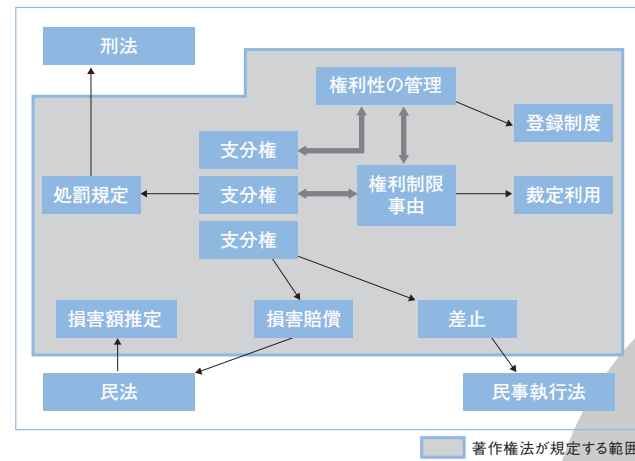 刑法
権利性の管理
登録制度
支分権
処罰規定
支分権
権利制限
事由
裁定利用
支分権
損害額推定
損害賠償
差止
民法
民事執行法
著作権法が規定する範囲